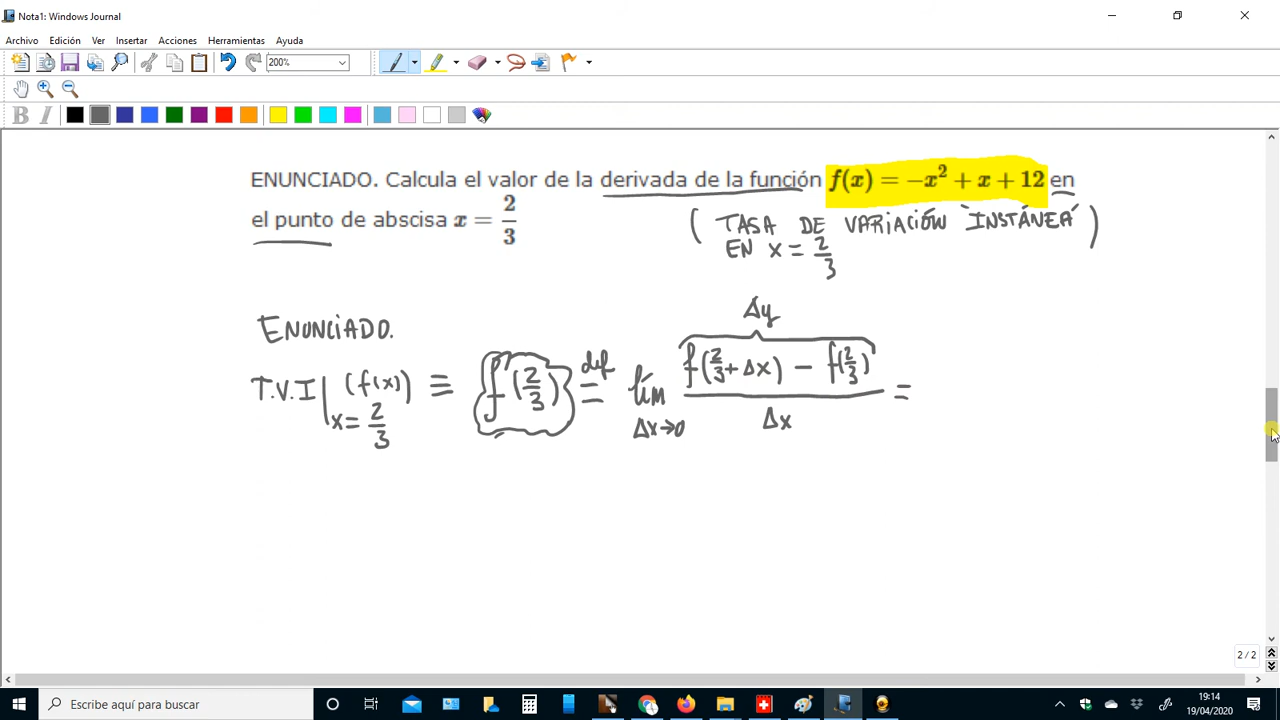 Nota1: Windows Journal
Archivo Edición Ver Insertar Acciones Herramientas Ayuda
200%
B I
ENUNCIADO. Calcula el valor de la derivada de la función f(x) = −x² + x + 12 en
el punto de abscisa x = 2/3
( TASA DE VARIACIÓN "INSTÁNEA" )
EN x = 2/3
ENUNCIADO.
Δy
T.V.I | (f(x)) ≡ f'(2/3) =def lím f(2/3 + Δx) − f(2/3) / Δx =
x = 2/3 Δx→0
2 / 2
Escribe aquí para buscar
19:14
19/04/2020